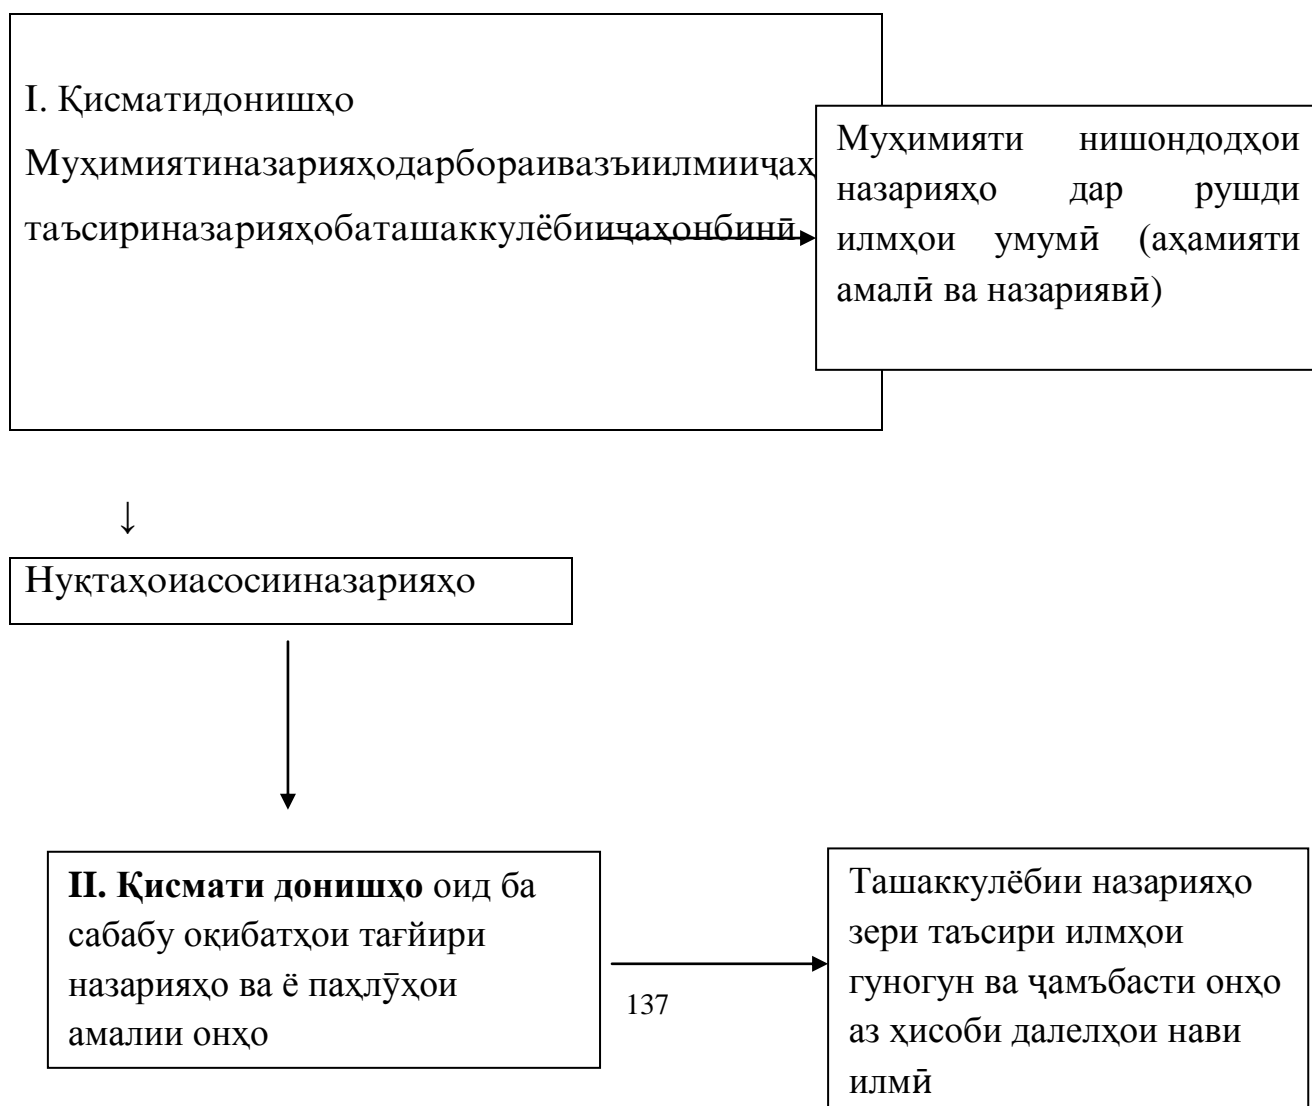 I. Қисматидонишҳо
Муҳимиятиназарияҳодарбораивазъиилмииҷаҳ
таъсириназарияҳобаташаккулёбииҷаҳонбинӣ
Муҳимияти нишондодҳои
назарияҳо дар рушди
илмҳои умумӣ (аҳамияти
амалӣ ва назариявӣ)
↓
Нуқтаҳоиасосииназарияҳо
II. Қисмати донишҳо оид ба
сабабу оқибатҳои тағйири
назарияҳо ва ё паҳлӯҳои
амалии онҳо
137
Ташаккулёбии назарияҳо
зери таъсири илмҳои
гуногун ва ҷамъбасти онҳо
аз ҳисоби далелҳои нави
илмӣ